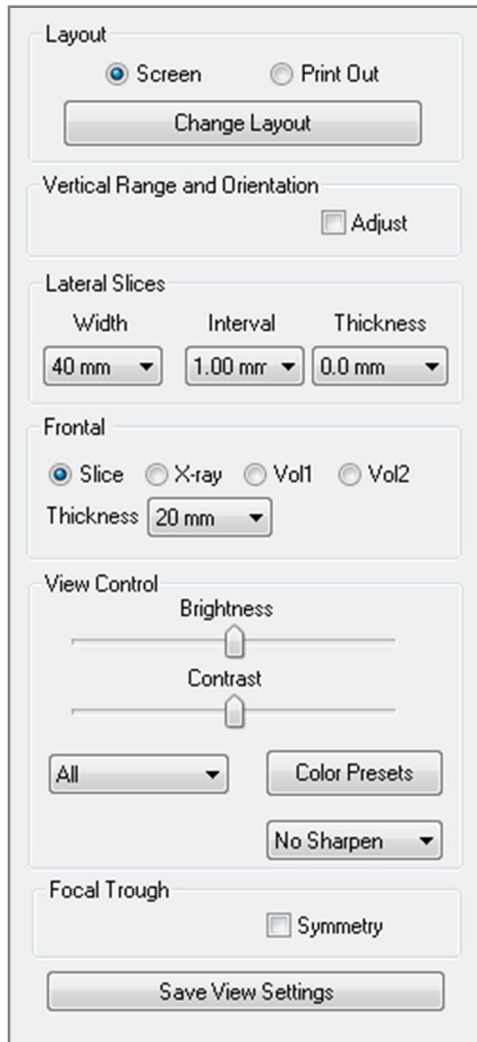 Layout
Screen Print Out
Change Layout
Vertical Range and Orientation
Adjust
Lateral Slices
Width Interval Thickness
40 mm 1.00 mr 0.0 mm
Frontal
Slice X-ray Vol1 Vol2
Thickness 20 mm
View Control
Brightness
Contrast
All Color Presets
No Sharpen
Focal Trough
Symmetry
Save View Settings